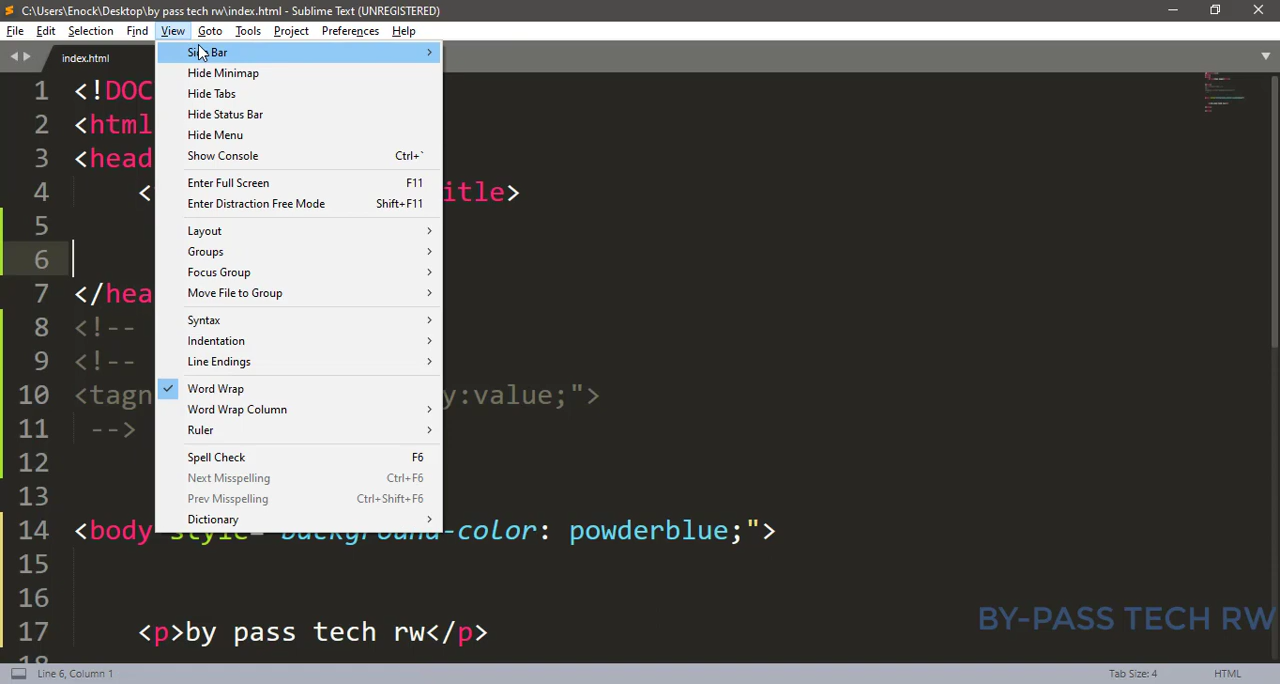 C:\Users\Enock\Desktop\by pass tech rw\index.html - Sublime Text (UNREGISTERED)
File Edit Selection Find View Goto Tools Project Preferences Help
index.html
Side Bar
Hide Minimap
Hide Tabs
Hide Status Bar
Hide Menu
Show Console Ctrl+`
Enter Full Screen F11
Enter Distraction Free Mode Shift+F11
Layout
Groups
Focus Group
Move File to Group
Syntax
Indentation
Line Endings
Word Wrap
Word Wrap Column
Ruler
Spell Check F6
Next Misspelling Ctrl+F6
Prev Misspelling Ctrl+Shift+F6
Dictionary
1 <!DOC
2 <html
3 <head
4 < itle>
5
6
7 </hea
8 <!--
9 <!--
10 <tagn y:value;">
11 -->
12
13
14 <body style="background-color: powderblue;">
15
16
17 <p>by pass tech rw</p>
18
BY-PASS TECH RW
Line 6, Column 1 Tab Size: 4 HTML